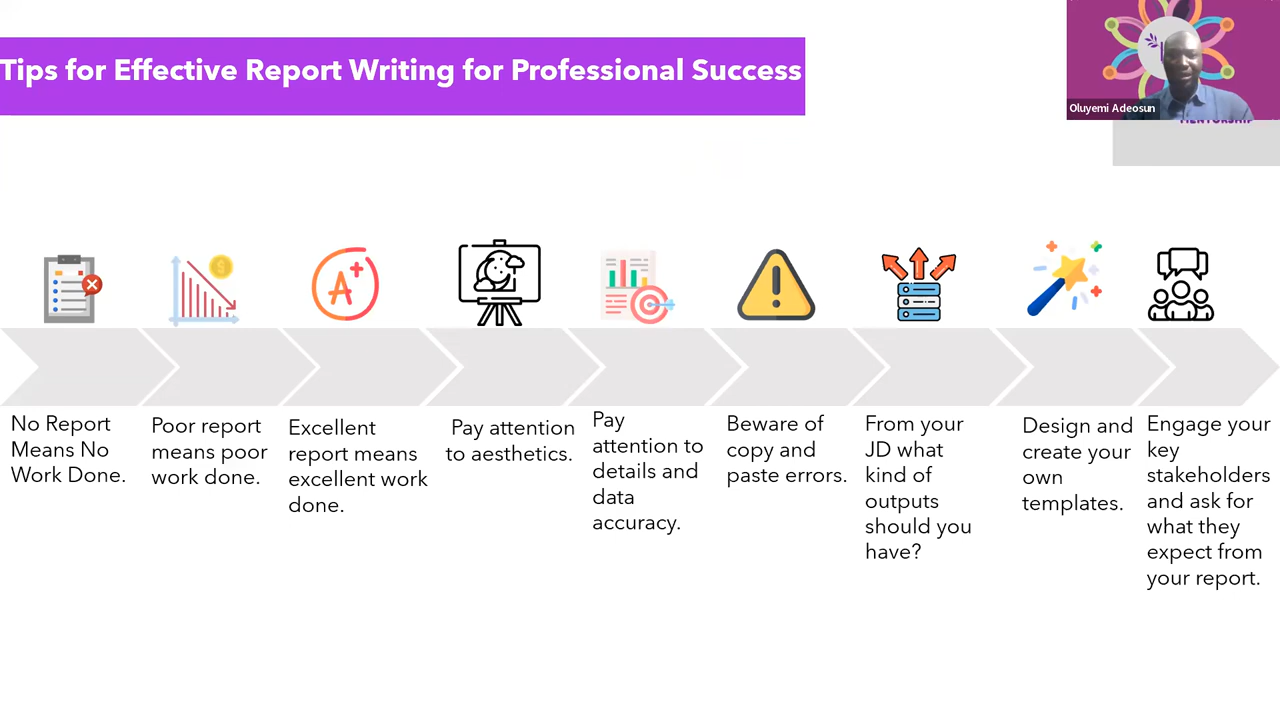 Tips for Effective Report Writing for Professional Success
Oluyemi Adeosun
MENTORSHIP
A+
No Report
Means No
Work Done.
Poor report
means poor
work done.
Excellent
report means
excellent work
done.
Pay attention
to aesthetics.
Pay
attention to
details and
data
accuracy.
Beware of
copy and
paste errors.
From your
JD what
kind of
outputs
should you
have?
Design and
create your
own
templates.
Engage your
key
stakeholders
and ask for
what they
expect from
your report.